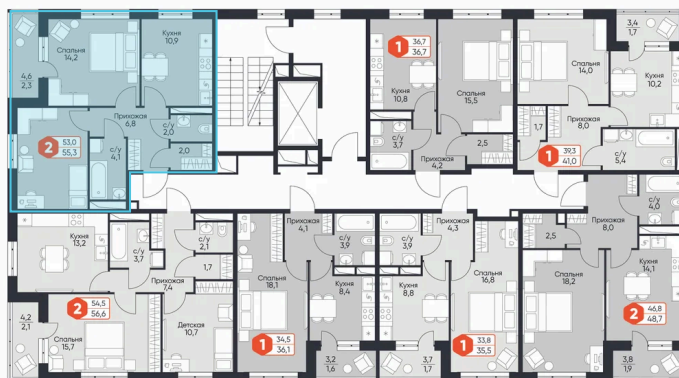 Спальня
14,2
Кухня
10,9
4,6
2,3
Прихожая
6,8
с/у
2,0
2
53,0
55,3
с/у
4,1
2,0
1
36,7
36,7
Кухня
10,8
Спальня
15,5
с/у
3,7
Прихожая
4,2
2,5
3,4
1,7
Спальня
14,0
Кухня
10,2
1,7
Прихожая
8,0
1
39,3
41,0
с/у
5,4
Кухня
13,2
с/у
3,7
с/у
2,1
1,7
Прихожая
7,4
4,2
2,1
2
54,5
56,6
Спальня
15,7
Детская
10,7
Прихожая
4,1
с/у
3,9
Спальня
18,1
Кухня
8,4
1
34,5
36,1
3,2
1,6
с/у
3,9
Прихожая
4,3
Кухня
8,8
Спальня
16,8
1
33,8
35,5
3,7
1,7
с/у
4,0
Прихожая
8,0
2,5
Спальня
18,2
Кухня
14,1
2
46,8
48,7
3,8
1,9